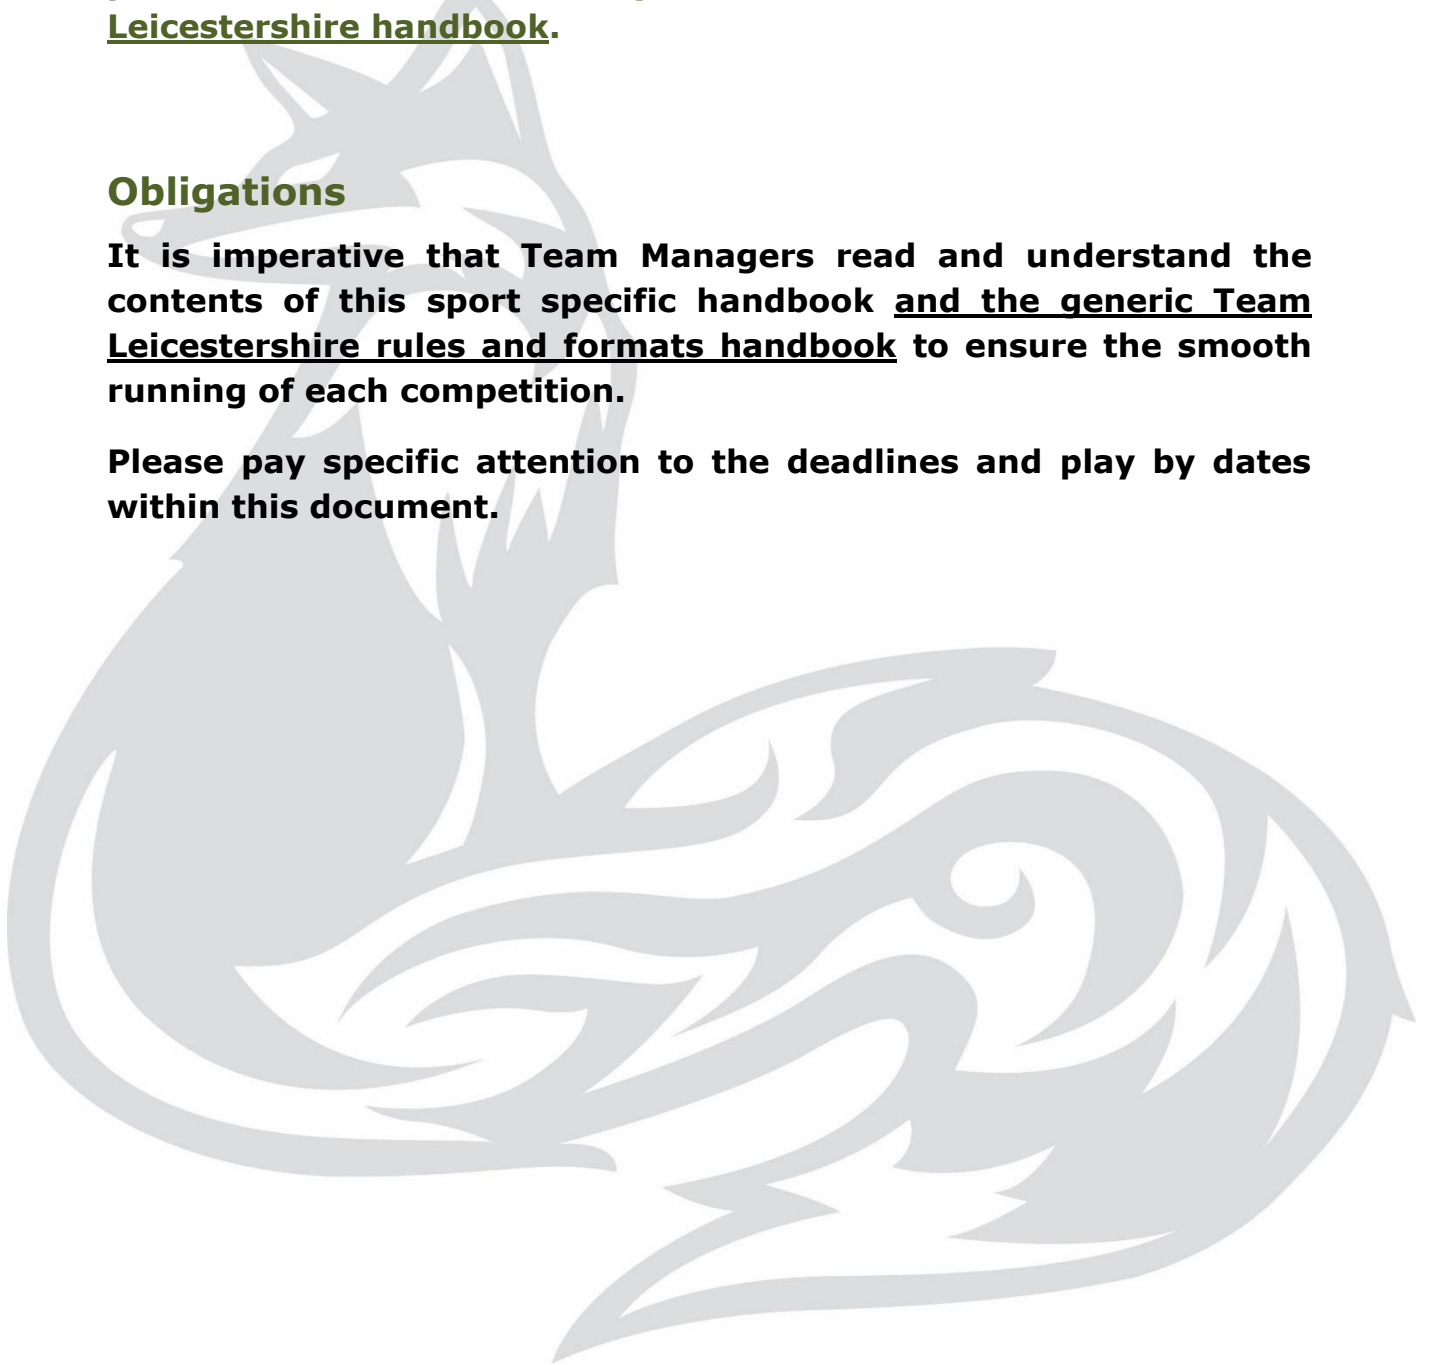 Leicestershire handbook.
Obligations
It is imperative that Team Managers read and understand the
contents of this sport specific handbook and the generic Team
Leicestershire rules and formats handbook to ensure the smooth
running of each competition.
Please pay specific attention to the deadlines and play by dates
within this document.